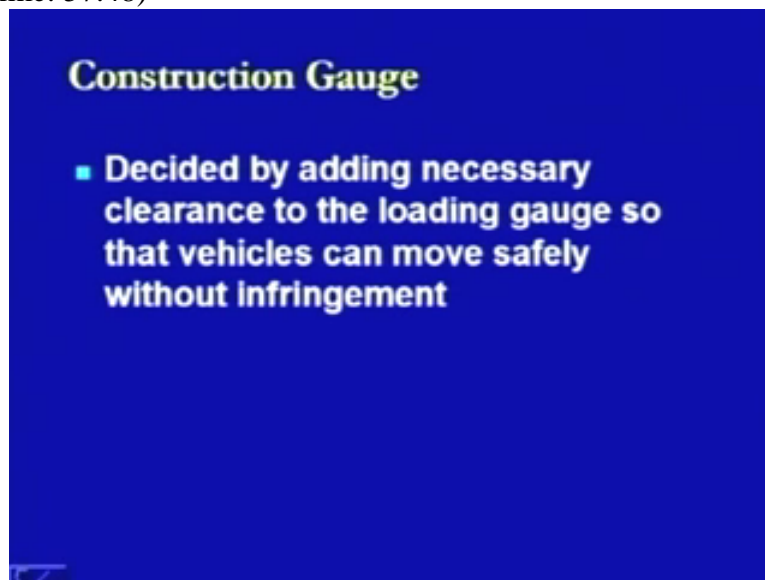 Construction Gauge
Decided by adding necessary
clearance to the loading gauge so
that vehicles can move safely
without infringement